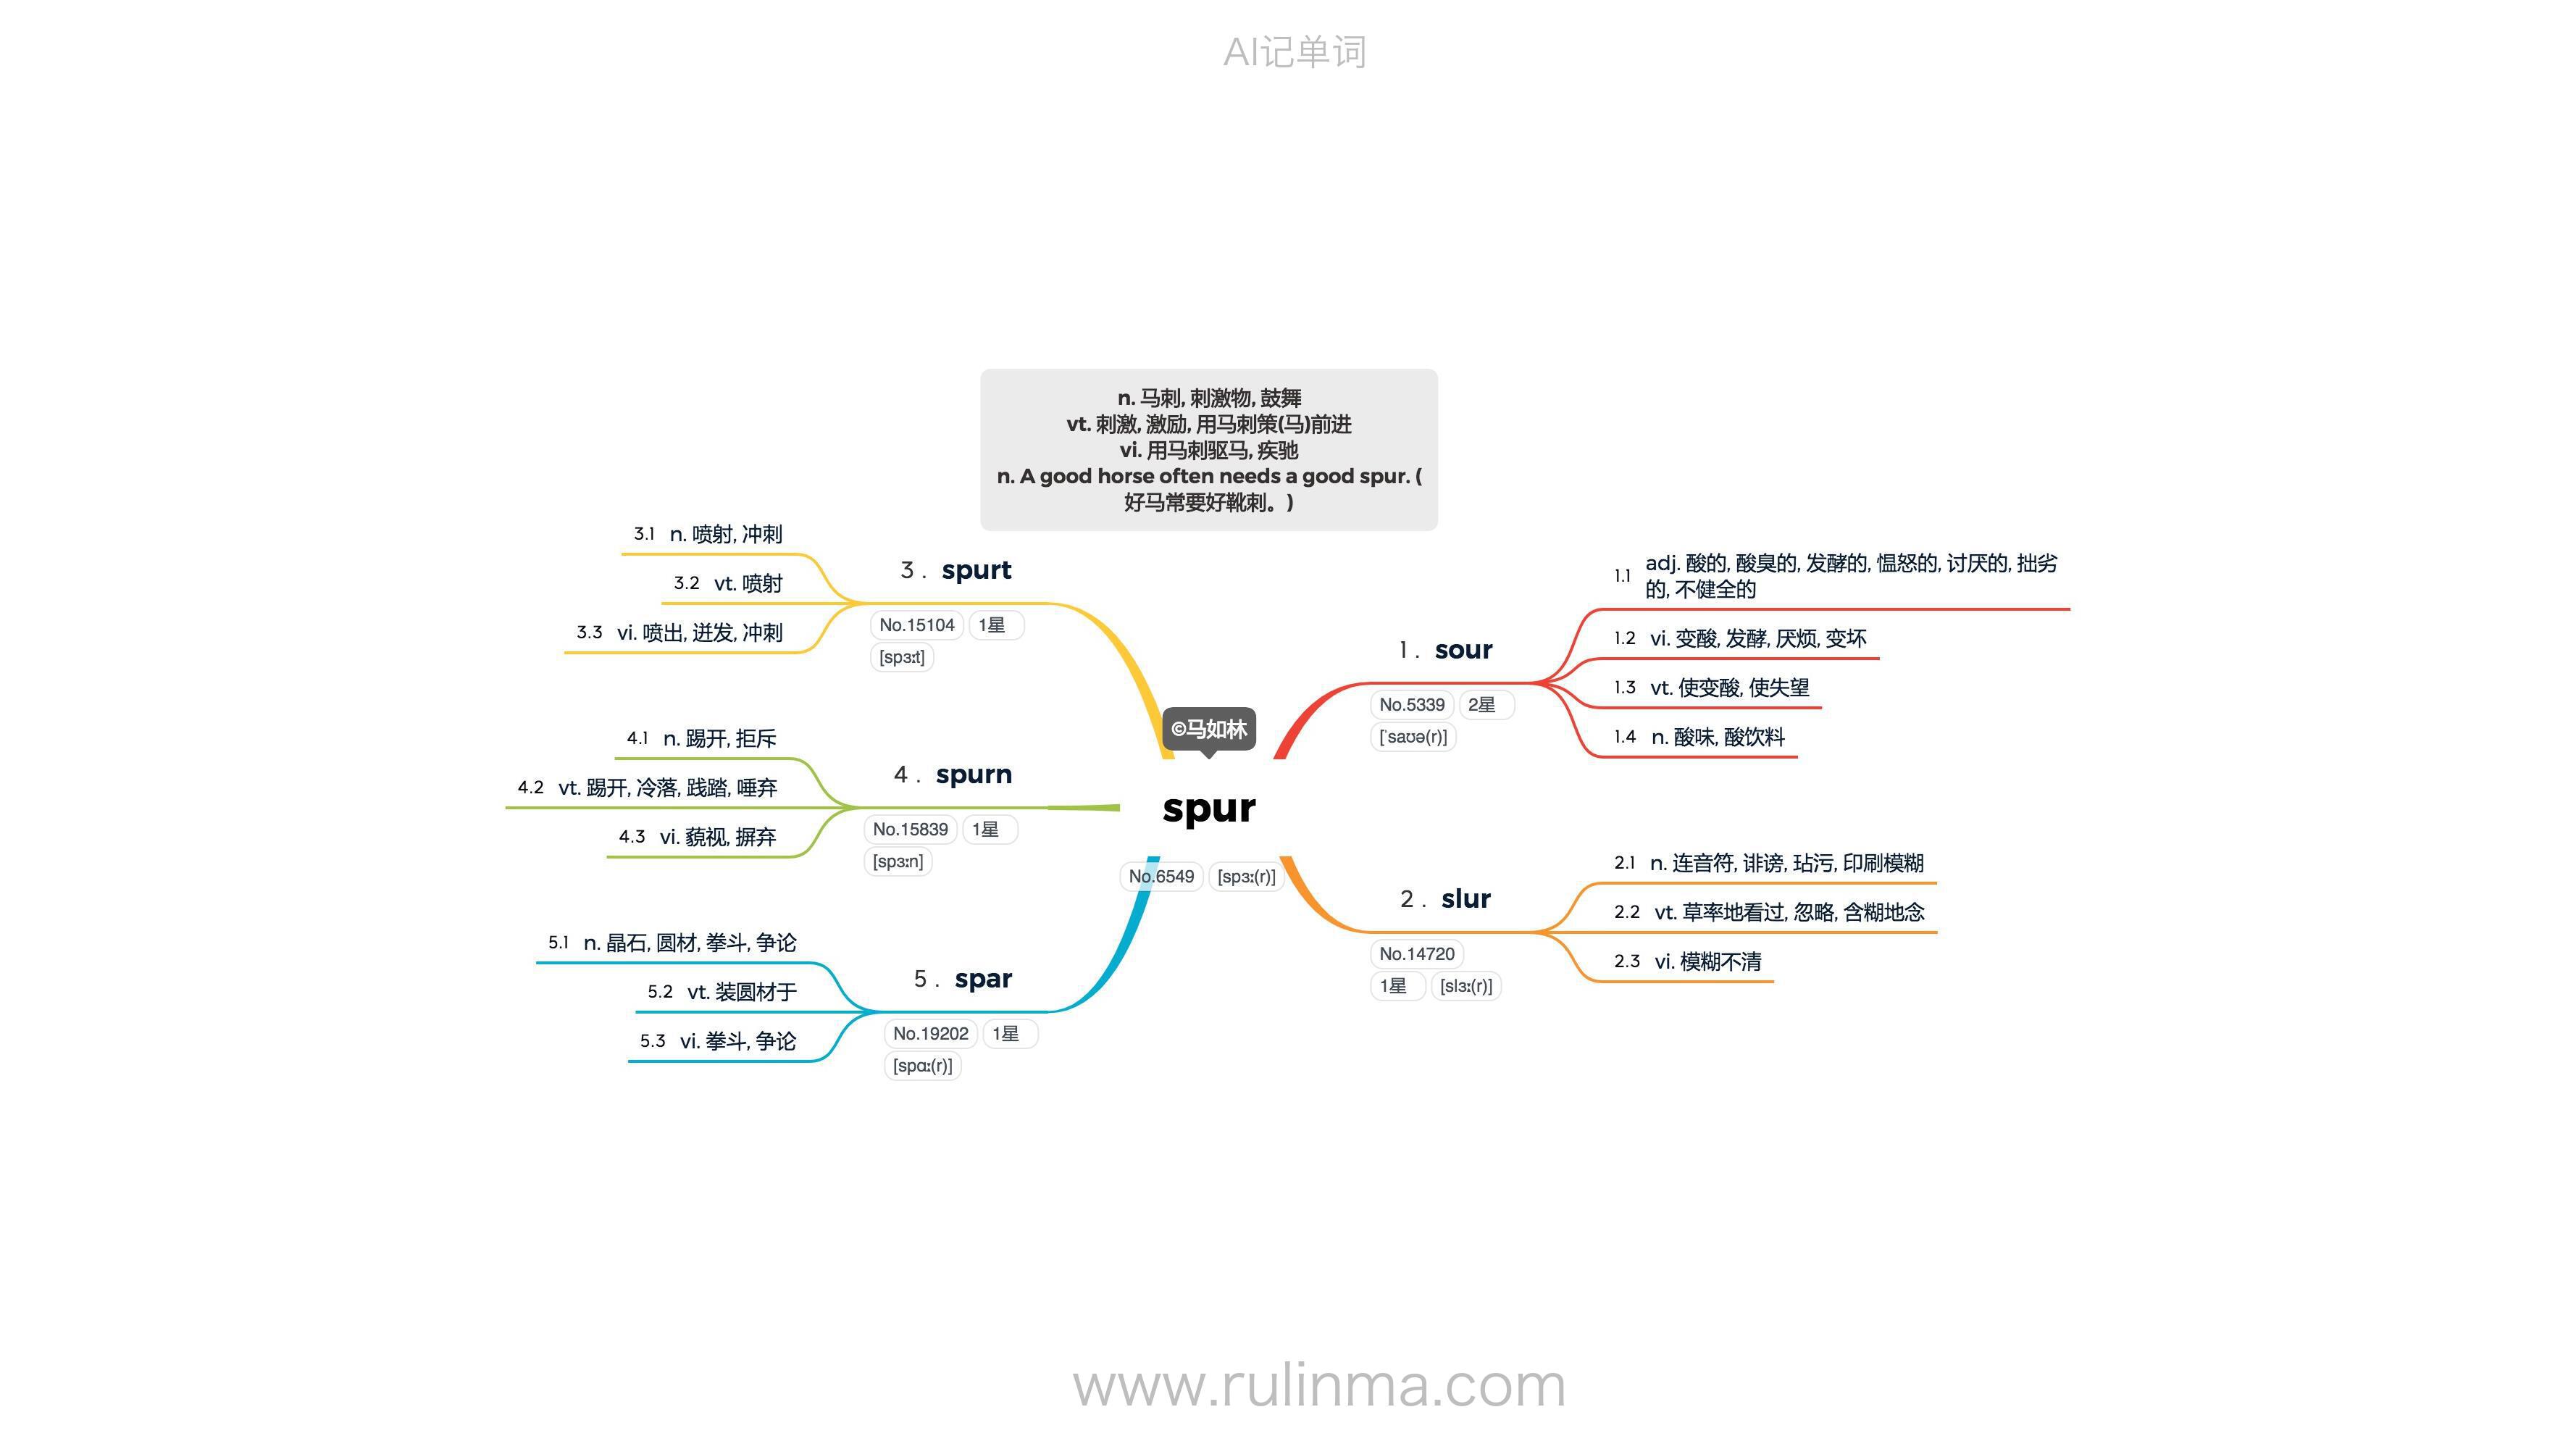 AI记单词
n. 马刺, 刺激物, 鼓舞
vt. 刺激, 激励, 用马刺策(马)前进
vi. 用马刺驱马, 疾驰
n. A good horse often needs a good spur. (
好马常要好靴刺。)
©马如林
spur
No.6549 [spɜː(r)]
1. sour
No.5339 2星
[ˈsaʊə(r)]
1.1 adj. 酸的, 酸臭的, 发酵的, 愠怒的, 讨厌的, 拙劣
的, 不健全的
1.2 vi. 变酸, 发酵, 厌烦, 变坏
1.3 vt. 使变酸, 使失望
1.4 n. 酸味, 酸饮料
2. slur
No.14720
1星 [slɜː(r)]
2.1 n. 连音符, 诽谤, 玷污, 印刷模糊
2.2 vt. 草率地看过, 忽略, 含糊地念
2.3 vi. 模糊不清
3. spurt
No.15104 1星
[spɜːt]
3.1 n. 喷射, 冲刺
3.2 vt. 喷射
3.3 vi. 喷出, 迸发, 冲刺
4. spurn
No.15839 1星
[spɜːn]
4.1 n. 踢开, 拒斥
4.2 vt. 踢开, 冷落, 践踏, 唾弃
4.3 vi. 藐视, 摒弃
5. spar
No.19202 1星
[spɑː(r)]
5.1 n. 晶石, 圆材, 拳斗, 争论
5.2 vt. 装圆材于
5.3 vi. 拳斗, 争论
www.rulinma.com